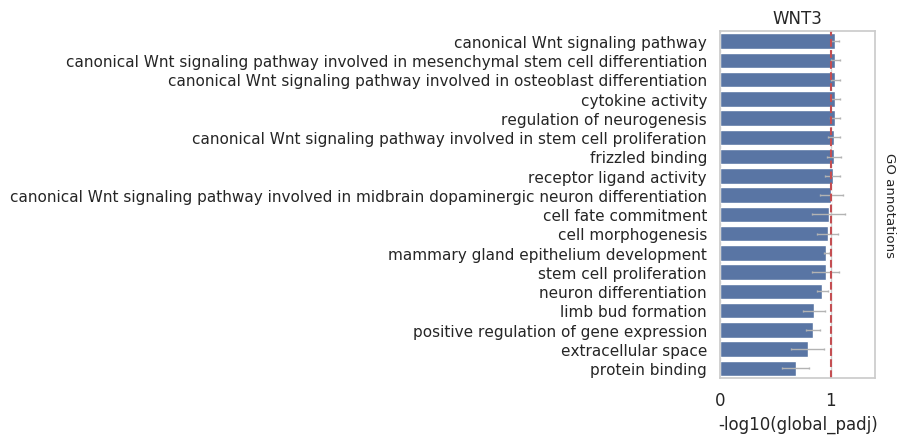 WNT3
canonical Wnt signaling pathway
canonical Wnt signaling pathway involved in mesenchymal stem cell differentiation
canonical Wnt signaling pathway involved in osteoblast differentiation
cytokine activity
regulation of neurogenesis
canonical Wnt signaling pathway involved in stem cell proliferation
frizzled binding
receptor ligand activity
canonical Wnt signaling pathway involved in midbrain dopaminergic neuron differentiation
cell fate commitment
cell morphogenesis
mammary gland epithelium development
stem cell proliferation
neuron differentiation
limb bud formation
positive regulation of gene expression
extracellular space
protein binding
GO annotations
0 1
-log10(global_padj)